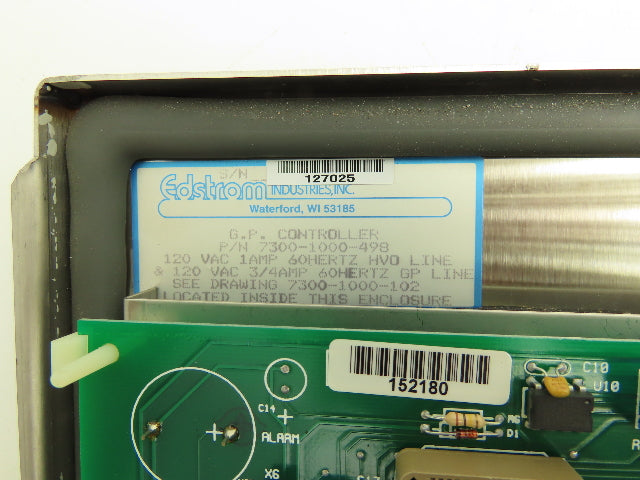 S/N 127025
Edstrom INDUSTRIES, INC.
Waterford, WI 53185
G.P. CONTROLLER
P/N 7300-1000-498
120 VAC 1AMP 60HERTZ HVO LINE
& 120 VAC 3/4AMP 60HERTZ GP LINE
SEE DRAWING 7300-1000-102
LOCATED INSIDE THIS ENCLOSURE
152180
C10
U10
C14
+
+
ALARM
R6
D1
X6